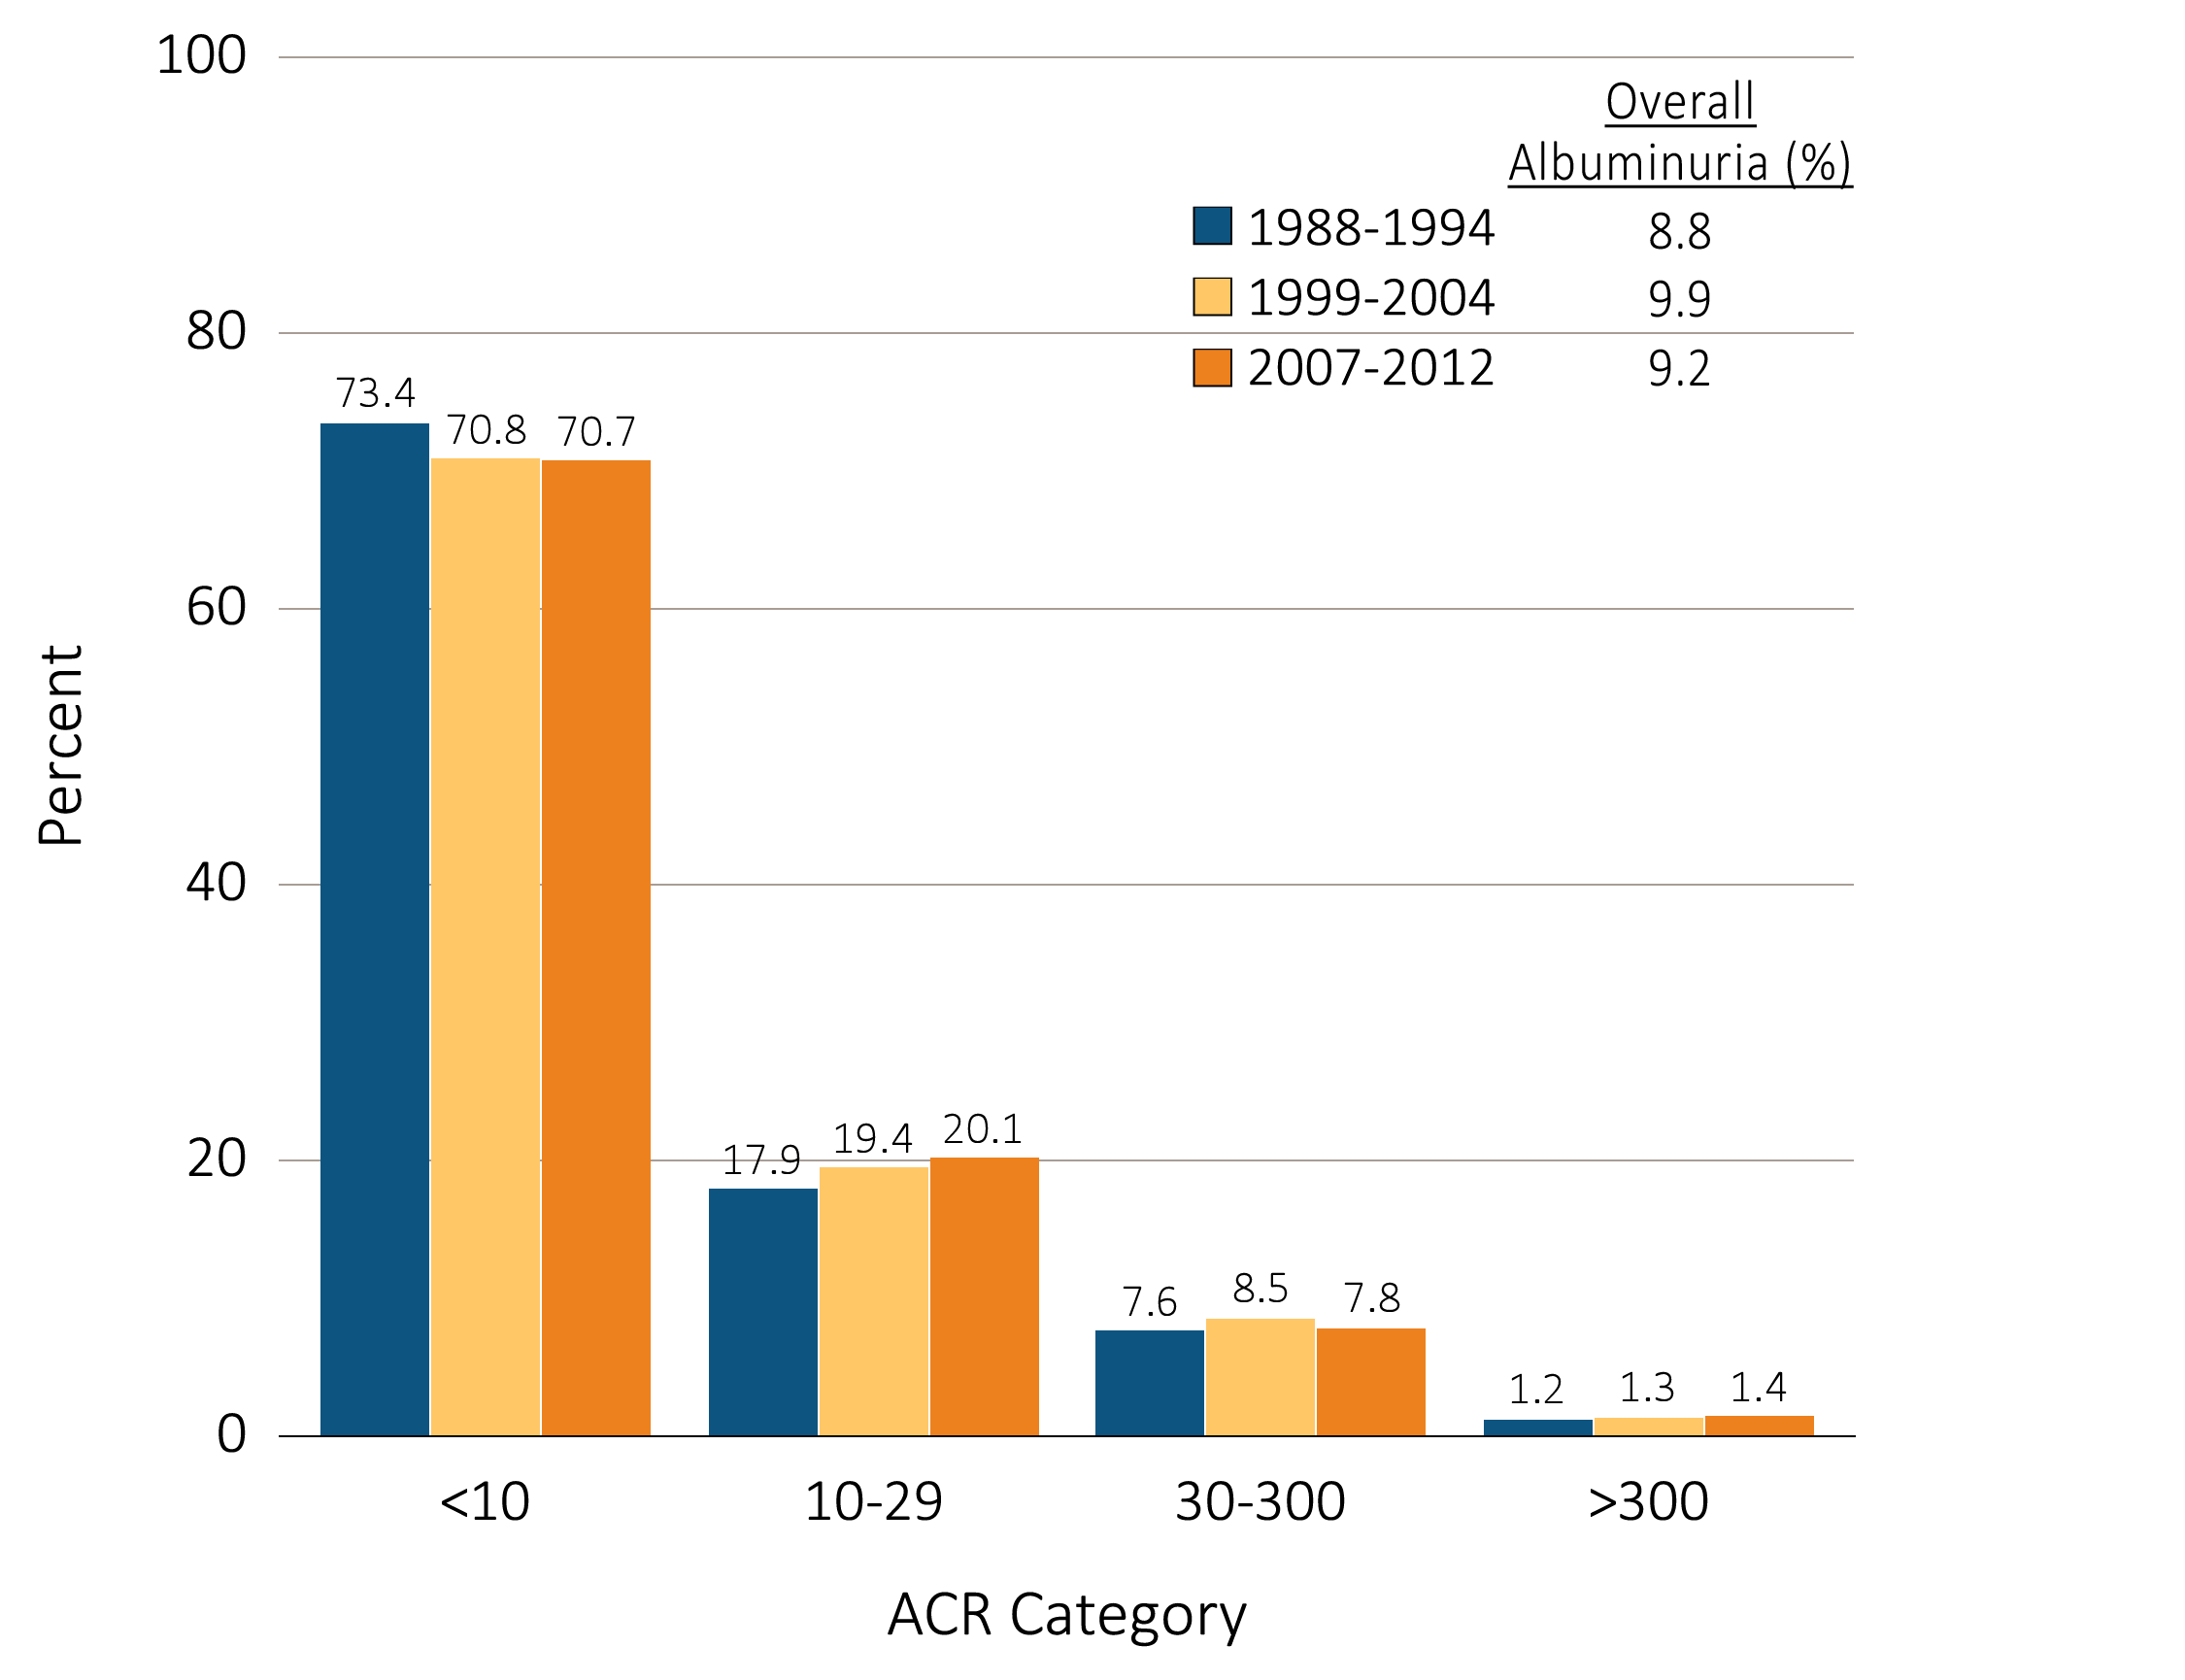 100
Overall
Albuminuria (%)
1988-1994 8.8
1999-2004 9.9
80
2007-2012 9.2
73.4
70.8 70.7
60
Percent
40
20
17.9 19.4 20.1
7.6 8.5 7.8
1.2 1.3 1.4
0
<10 10-29 30-300 >300
ACR Category